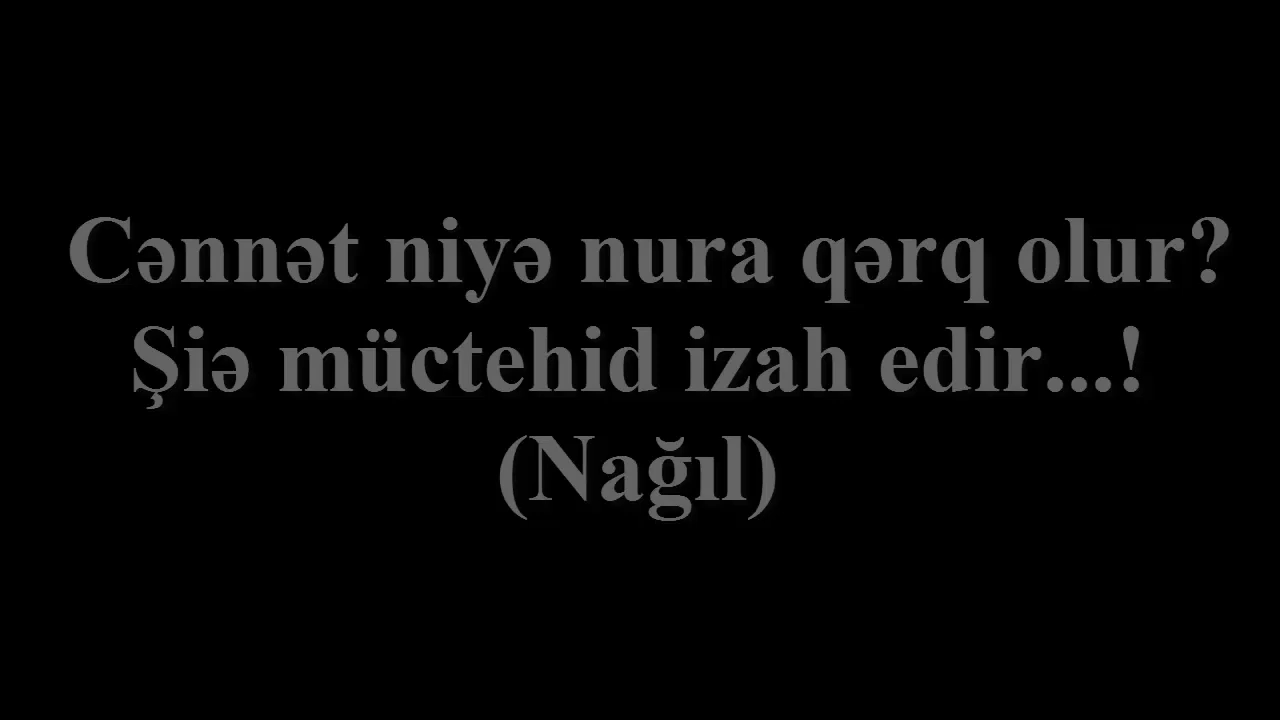 Cənnət niyə nura qərq olur?
Şiə müctehid izah edir...!
(Nağıl)